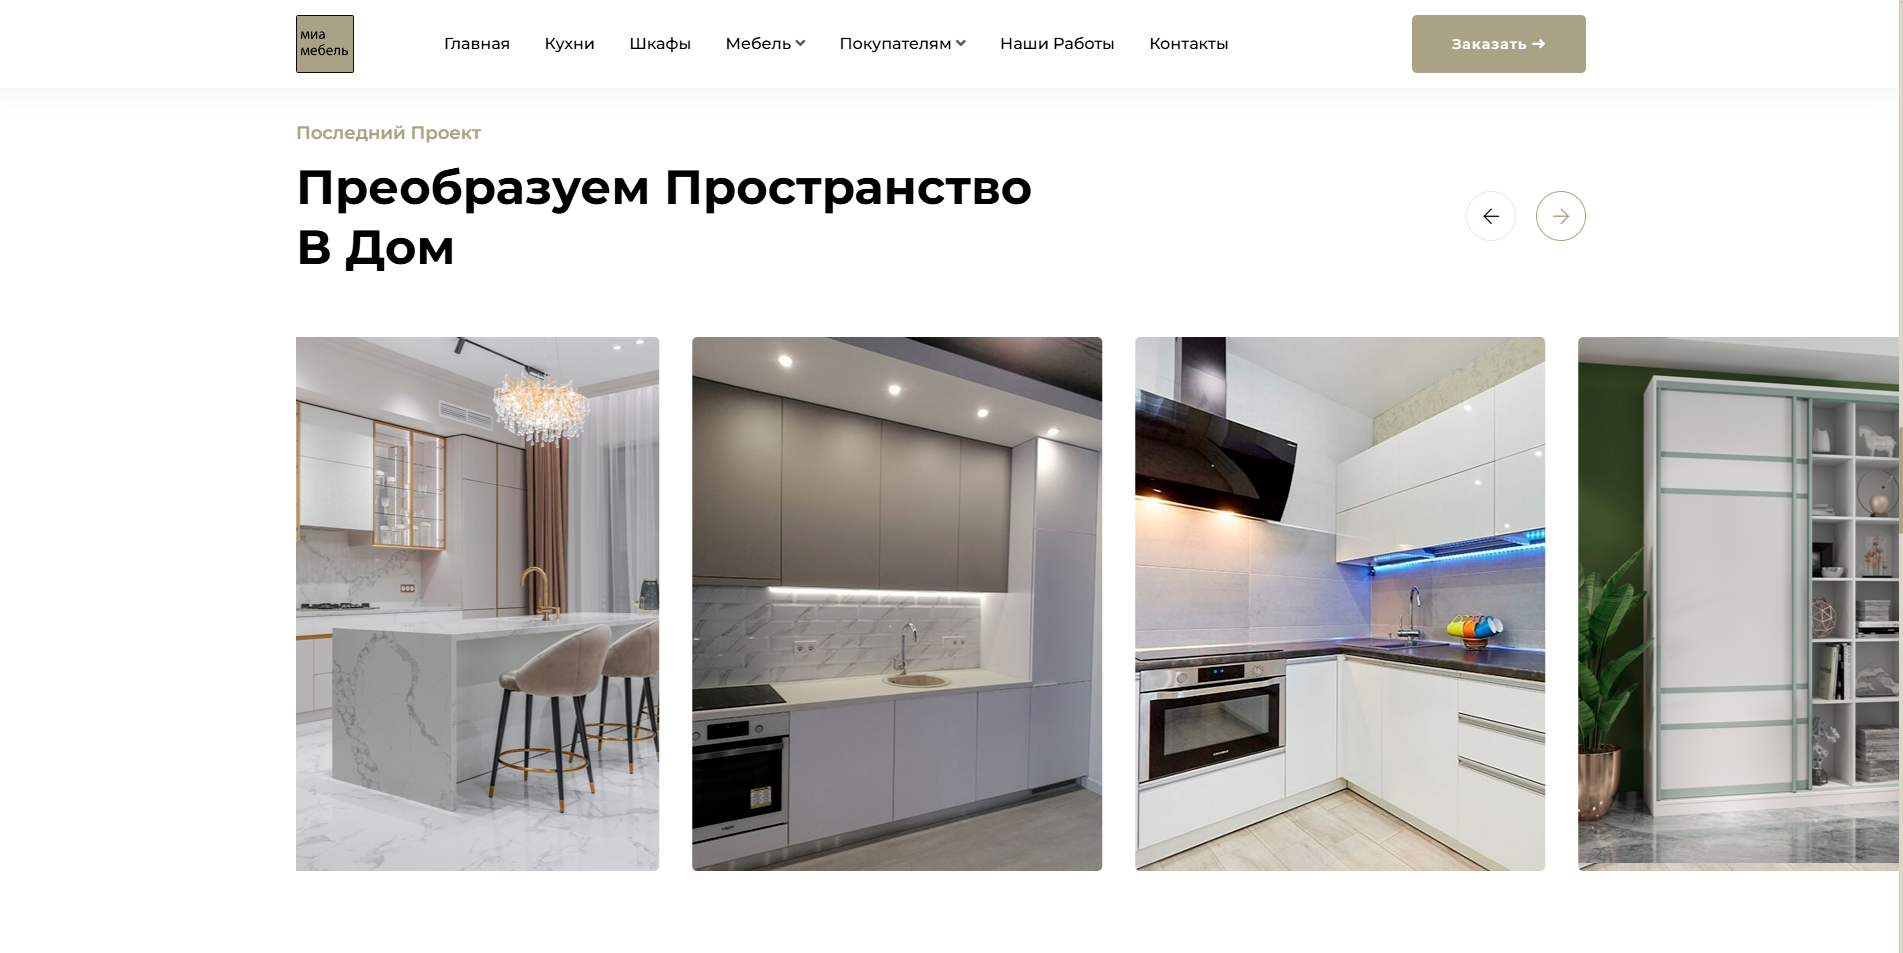 миа
мебель
Главная Кухни Шкафы Мебель Покупателям Наши Работы Контакты Заказать
Последний Проект
Преобразуем Пространство
В Дом